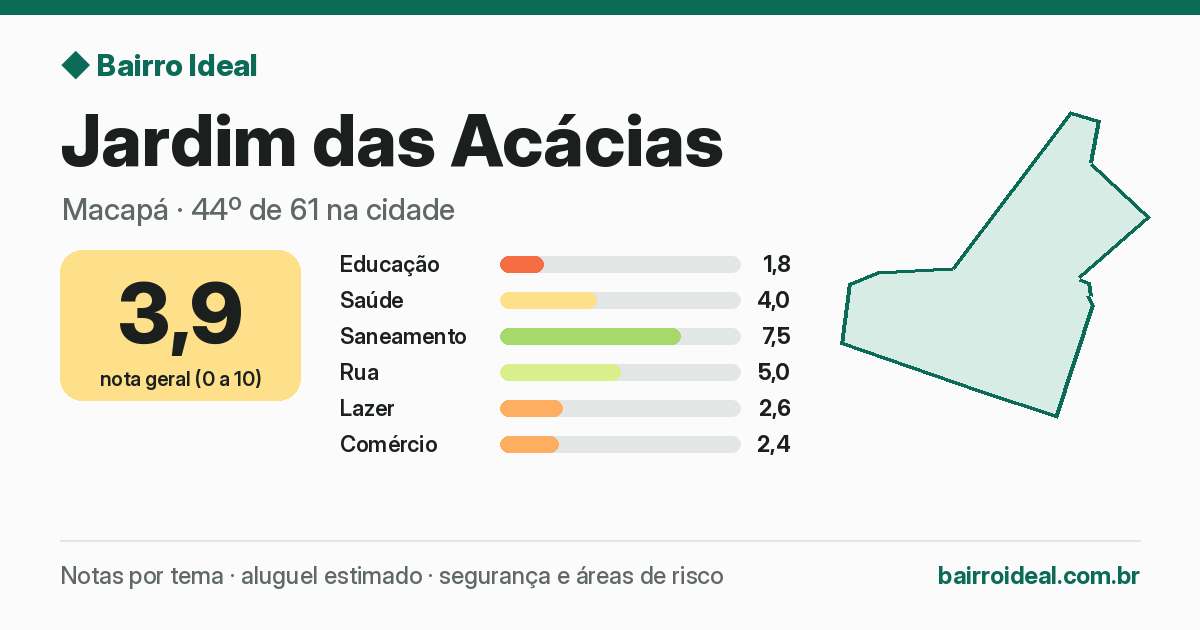 Bairro Ideal
Jardim das Acácias
Macapá · 44º de 61 na cidade
3,9
nota geral (0 a 10)
Educação 1,8
Saúde 4,0
Saneamento 7,5
Rua 5,0
Lazer 2,6
Comércio 2,4
Notas por tema · aluguel estimado · segurança e áreas de risco
bairroideal.com.br